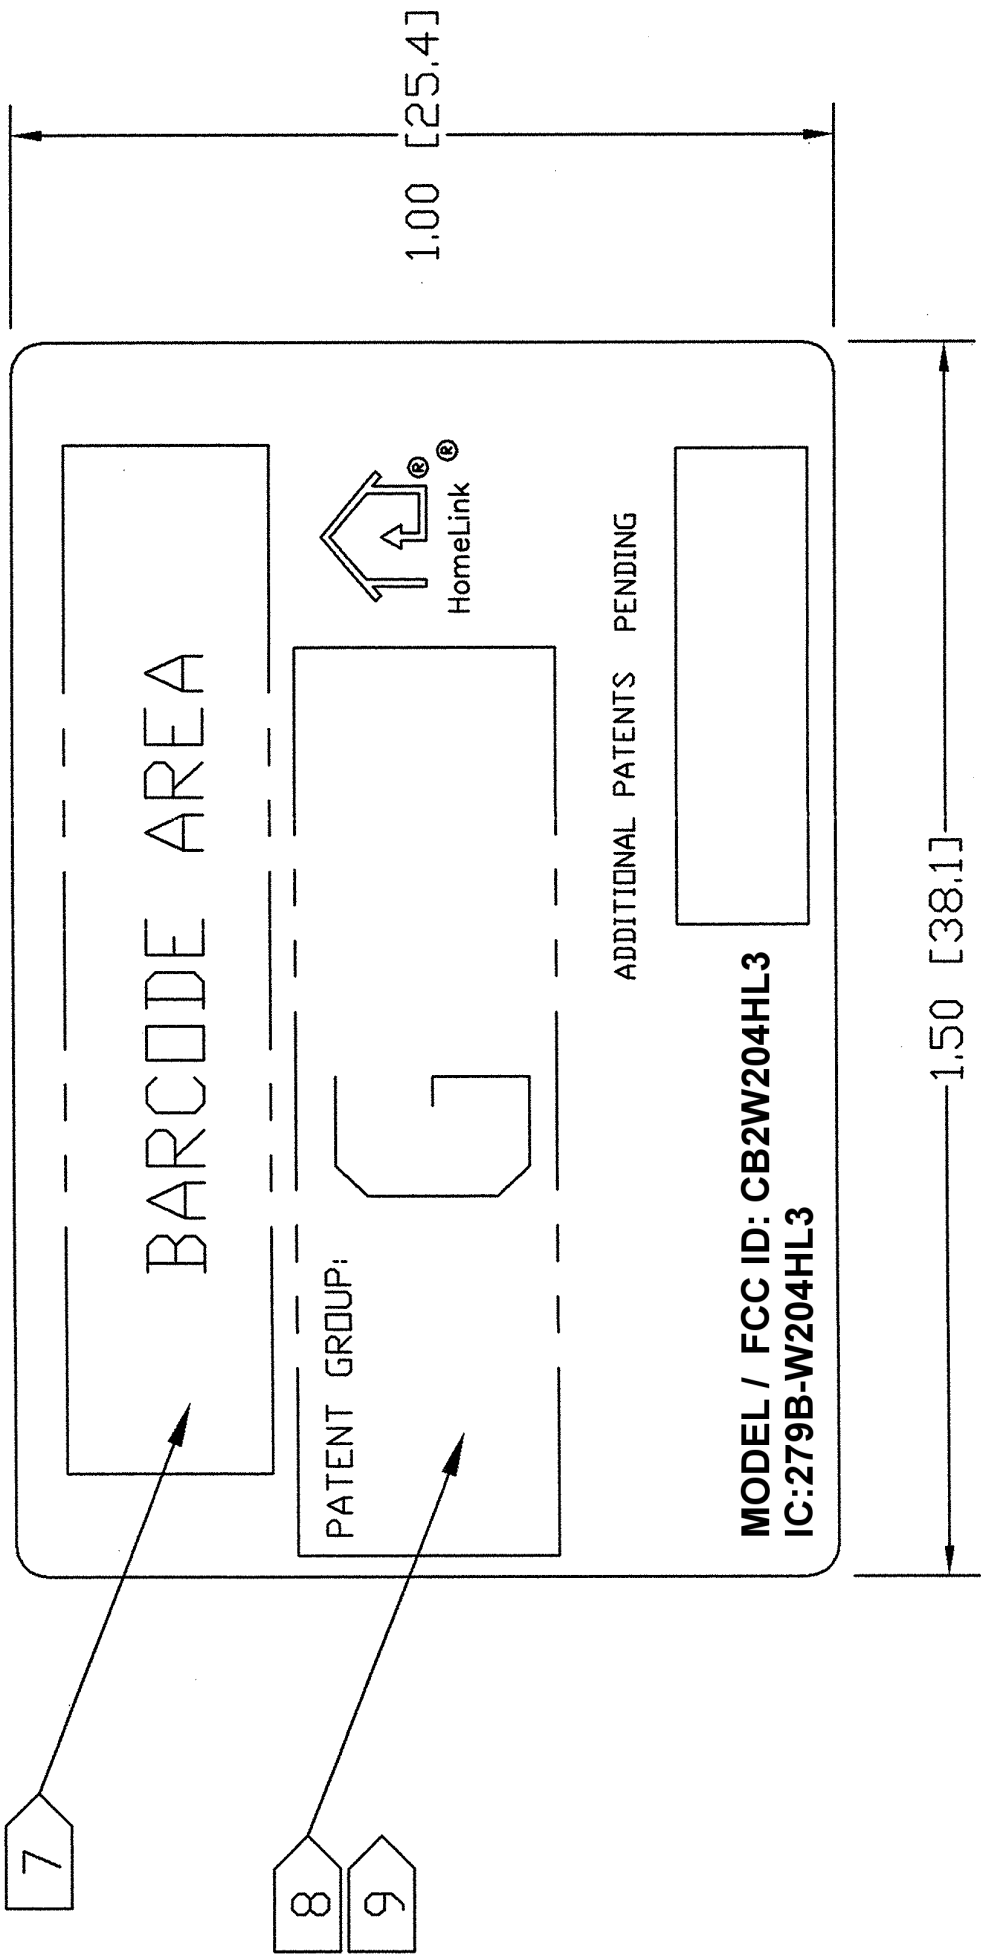 7
BARCODE AREA
8
9
PATENT GROUP:
G
® ®
HomeLink
ADDITIONAL PATENTS PENDING
MODEL / FCC ID: CB2W204HL3
IC:279B-W204HL3
1.00 [25.4]
1.50 [38.1]